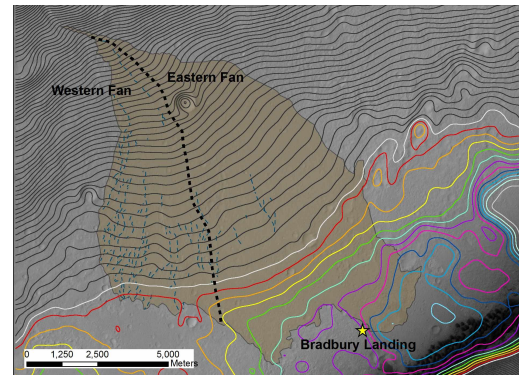 Eastern Fan
Western Fan
Bradbury Landing
0 1,250 2,500 5,000
Meters